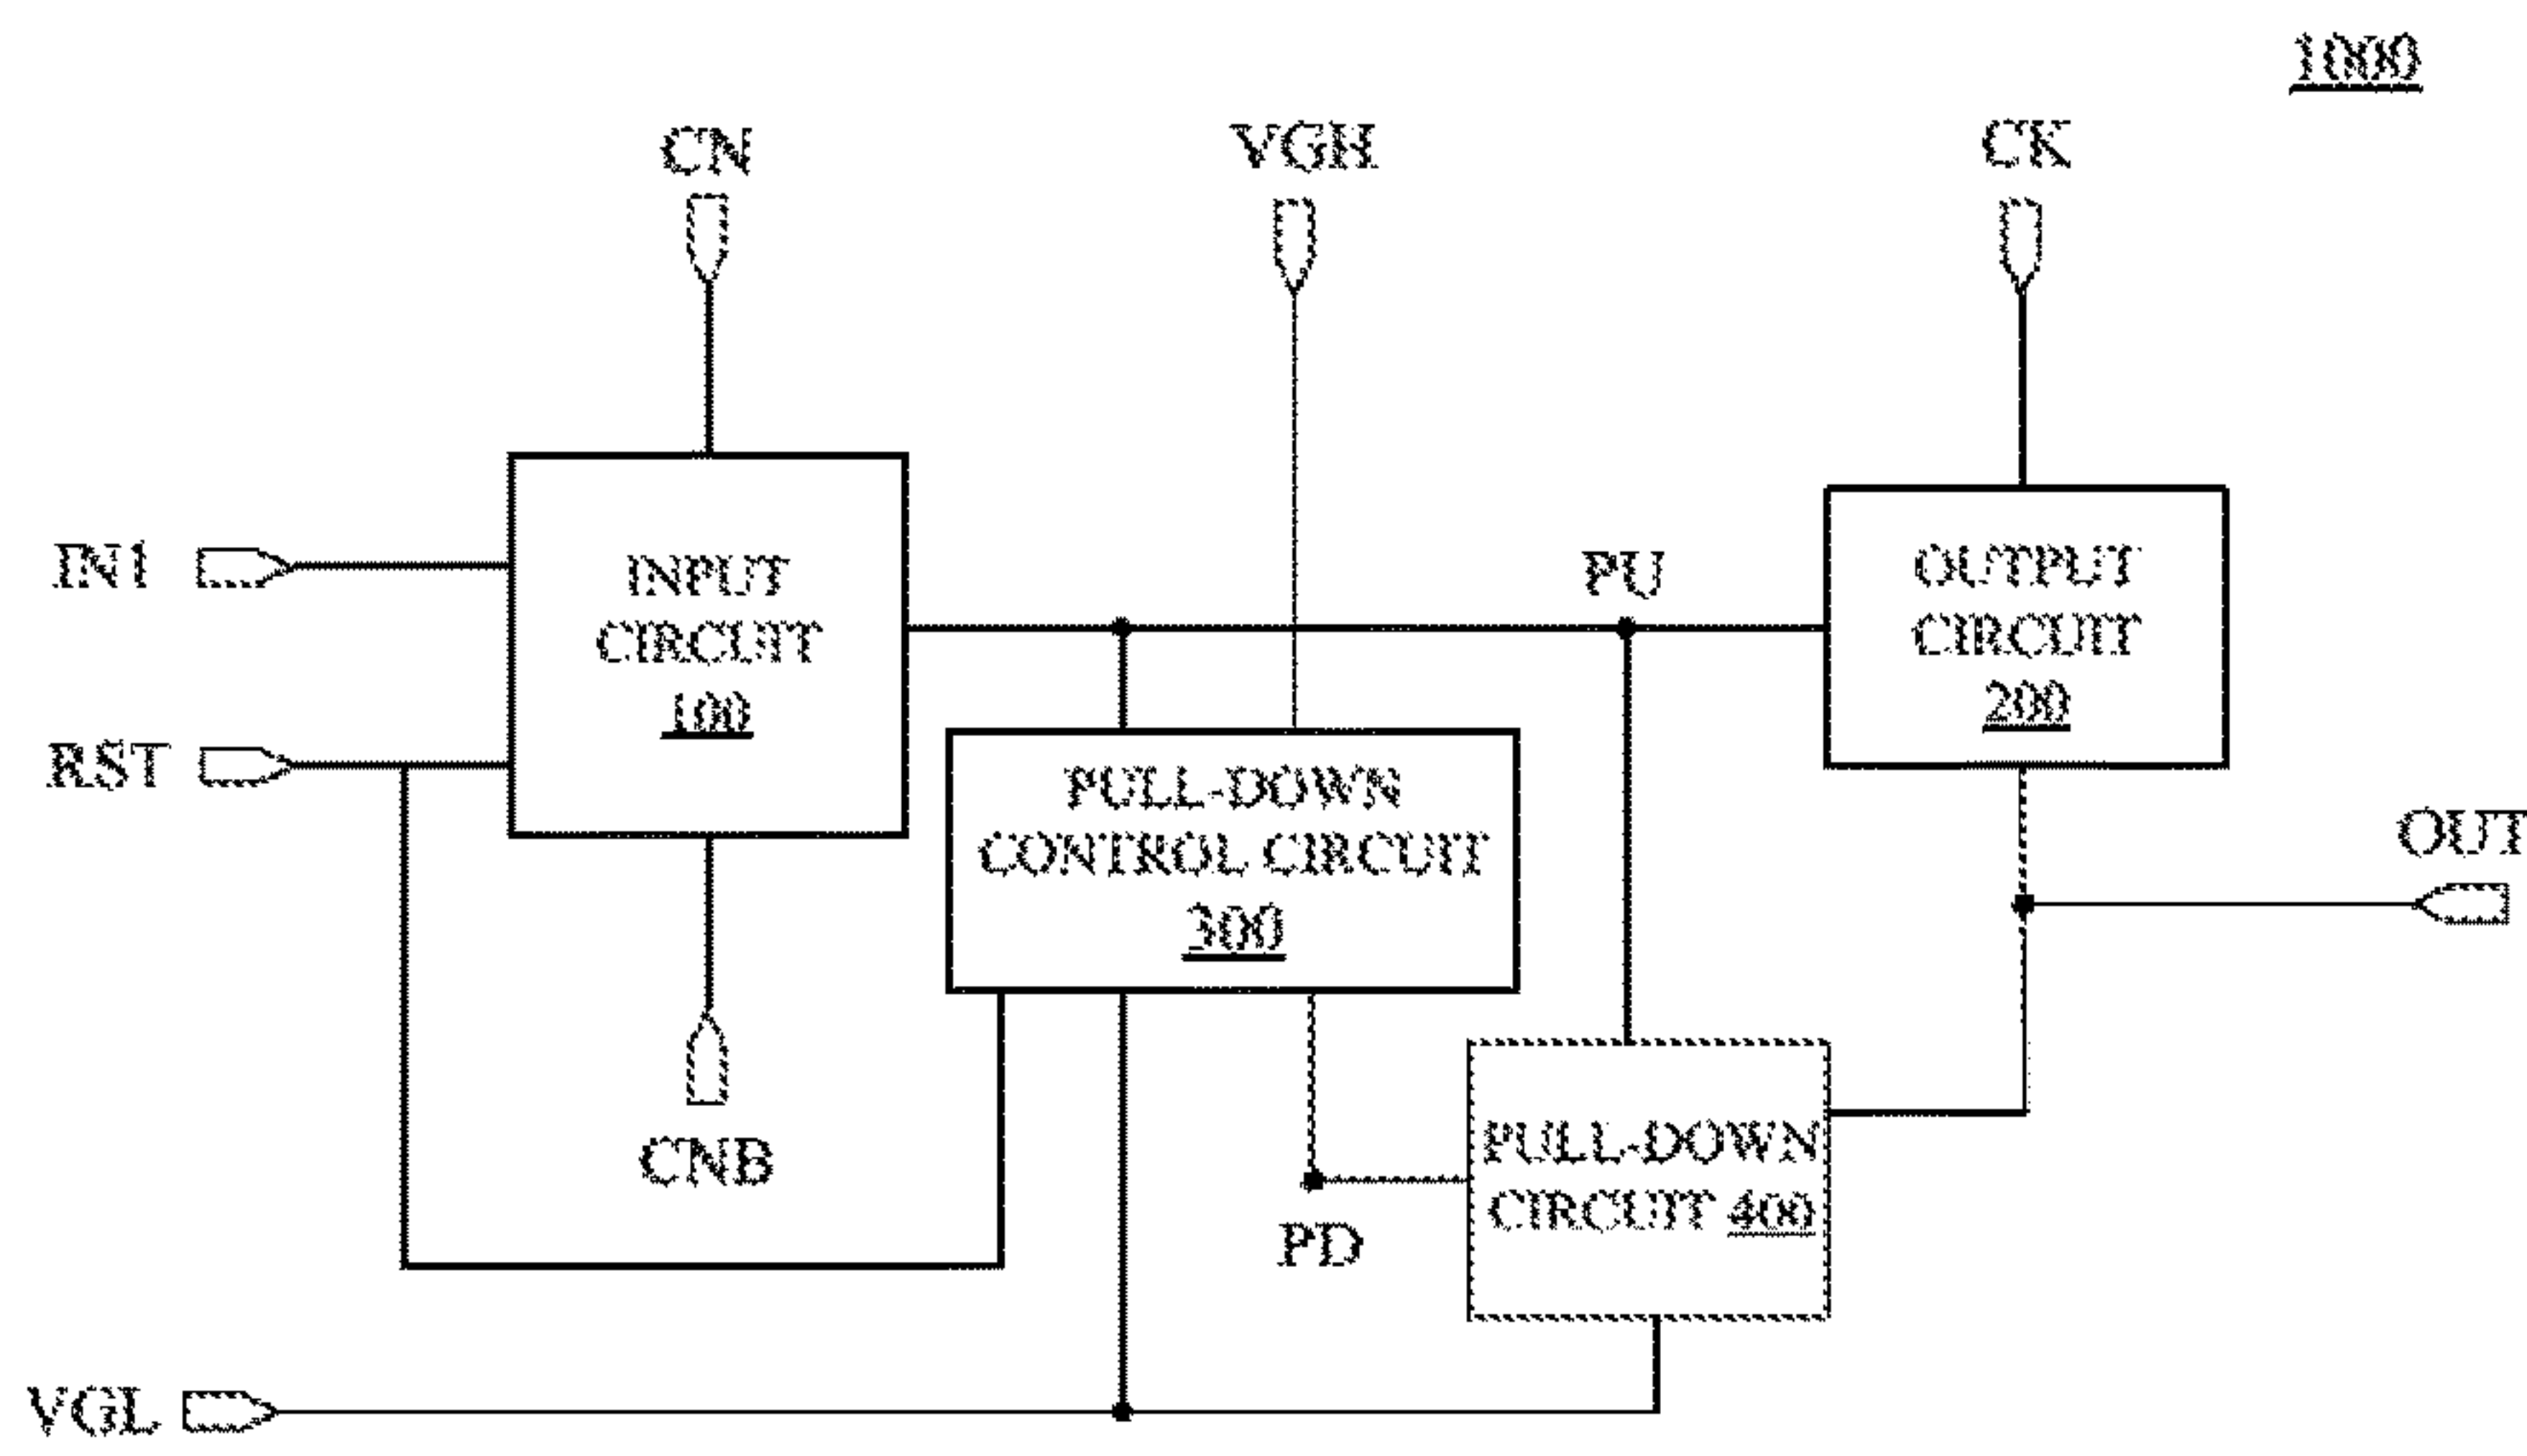 1000
CN
VGH
CK
IN1
INPUT
CIRCUIT
100
PU
OUTPUT
CIRCUIT
200
RST
PULL-DOWN
CONTROL CIRCUIT
300
OUT
CNB
PULL-DOWN
CIRCUIT 400
PD
VGL